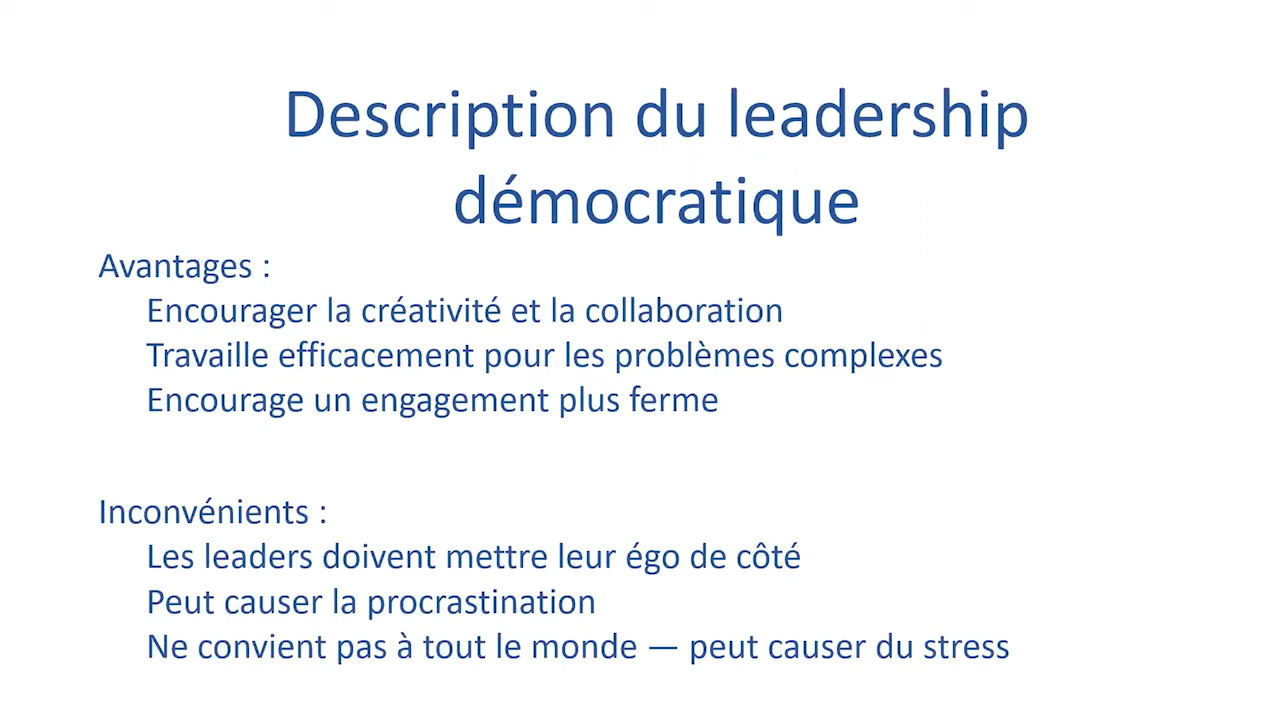 Description du leadership
démocratique
Avantages :
Encourager la créativité et la collaboration
Travaille efficacement pour les problèmes complexes
Encourage un engagement plus ferme
Inconvénients :
Les leaders doivent mettre leur égo de côté
Peut causer la procrastination
Ne convient pas à tout le monde — peut causer du stress